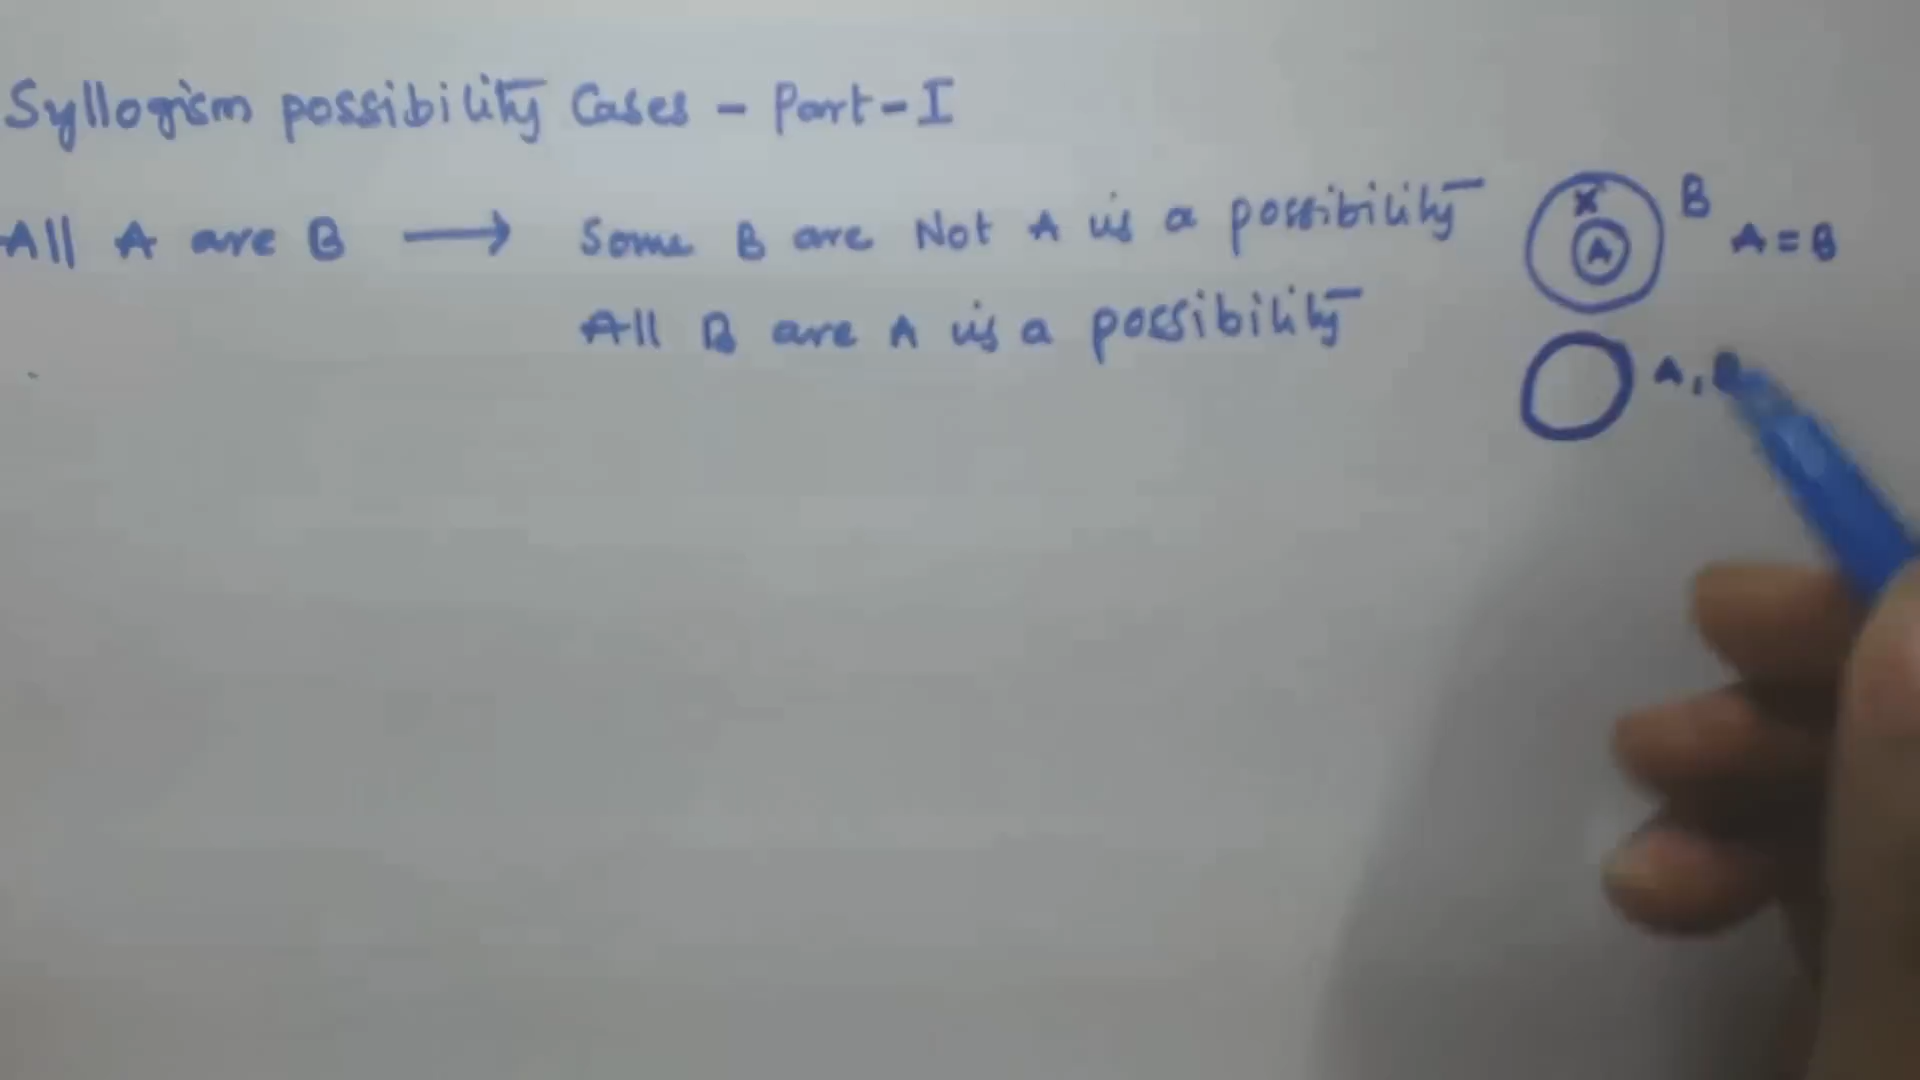 Syllogism possibility Cases - Part-I
All A are B → Some B are Not A is a possibility
All B are A is a possibility
x
A
B
A = B
A, B